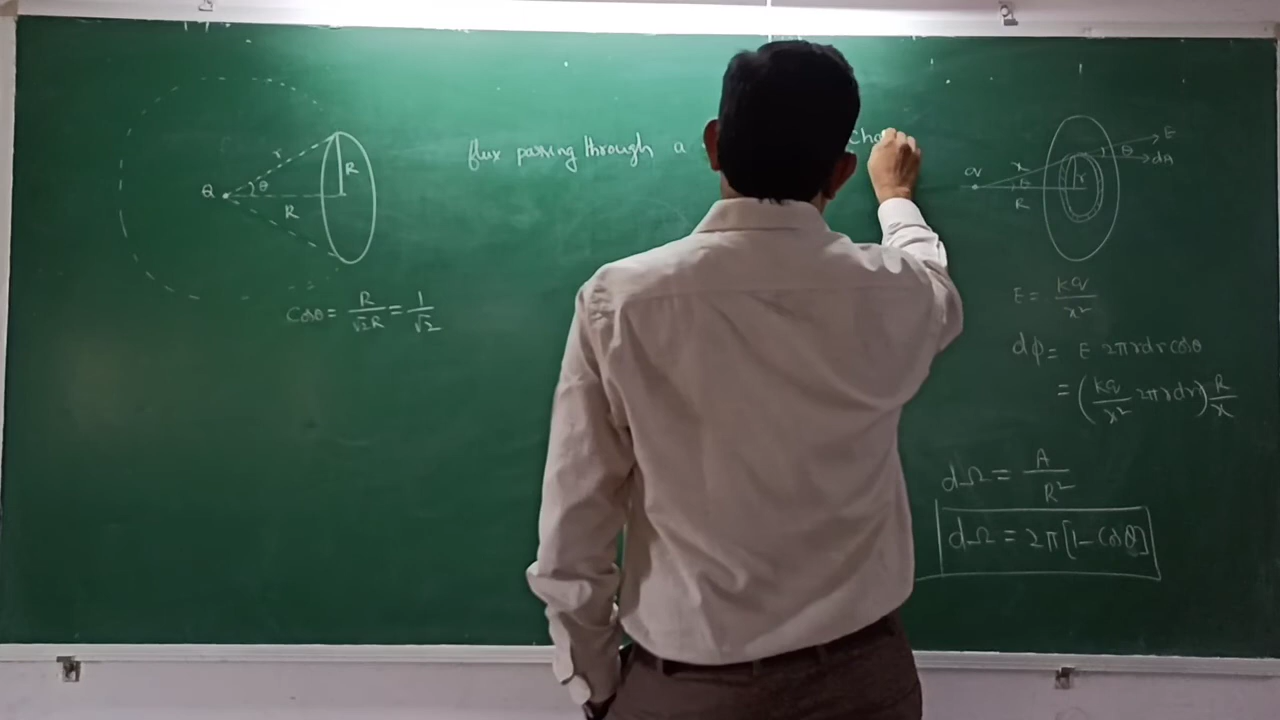 r
R
Q
θ
R
Cosθ = R/√2R = 1/√2
flux passing through a
E
θ
dA
x
r
q
θ
R
E = Kq/x²
dφ = E 2πrdr cosθ
= (Kq/x² 2πrdr) R/x
dΩ = A/R²
dΩ = 2π[1-Cosθ]